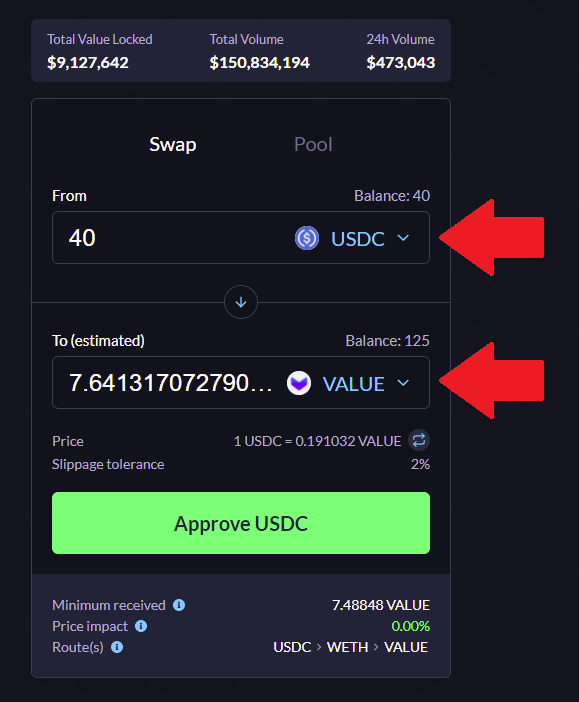 Total Value Locked Total Volume 24h Volume
$9,127,642 $150,834,194 $473,043
Swap Pool
From Balance: 40
40 USDC
To (estimated) Balance: 125
7.641317072790... VALUE
Price 1 USDC = 0.191032 VALUE
Slippage tolerance 2%
Approve USDC
Minimum received 7.48848 VALUE
Price impact 0.00%
Route(s) USDC > WETH > VALUE